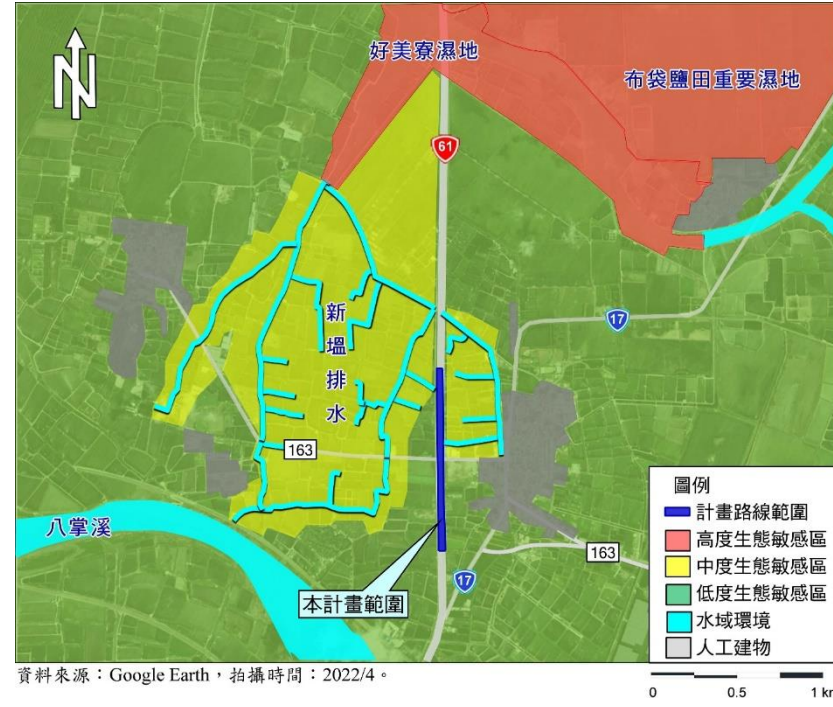 N
好美寮濕地
布袋鹽田重要濕地
61
17
新塭排水
163
八掌溪
17
163
本計畫範圍
圖例
計畫路線範圍
高度生態敏感區
中度生態敏感區
低度生態敏感區
水域環境
人工建物
資料來源：Google Earth，拍攝時間：2022/4。
0 0.5 1 km